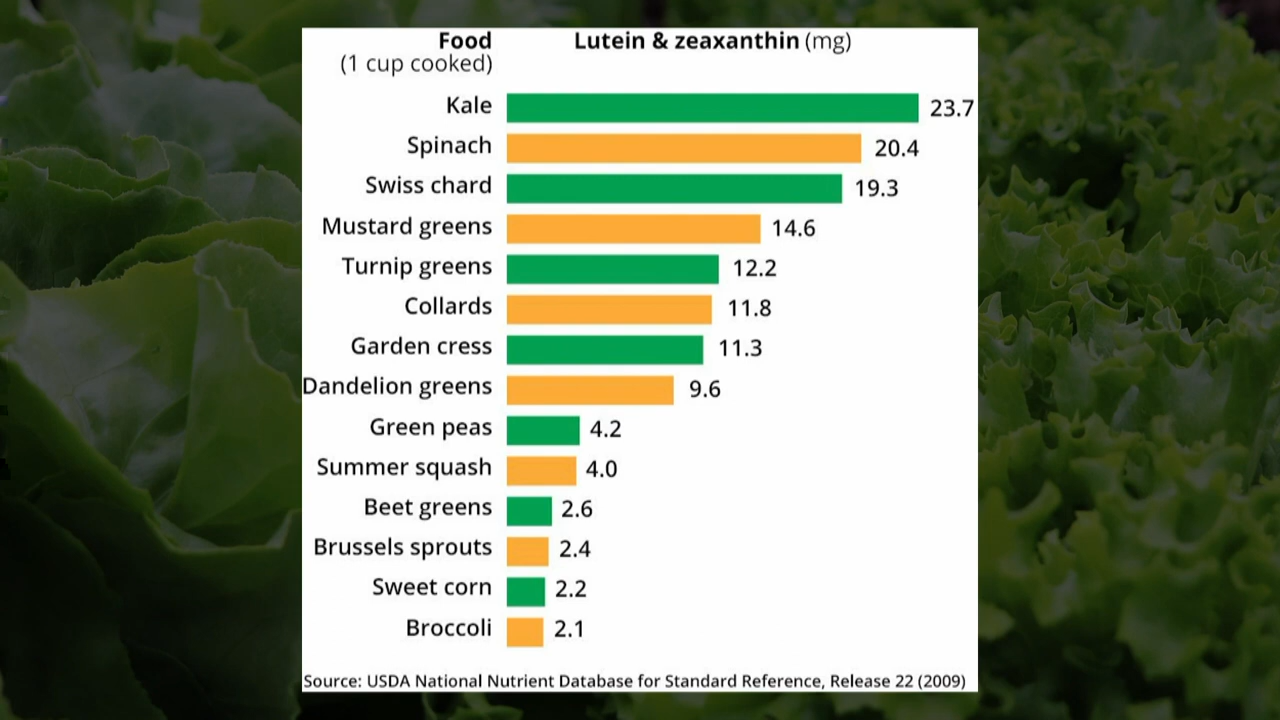 Food Lutein & zeaxanthin (mg)
(1 cup cooked)
Kale 23.7
Spinach 20.4
Swiss chard 19.3
Mustard greens 14.6
Turnip greens 12.2
Collards 11.8
Garden cress 11.3
Dandelion greens 9.6
Green peas 4.2
Summer squash 4.0
Beet greens 2.6
Brussels sprouts 2.4
Sweet corn 2.2
Broccoli 2.1
Source: USDA National Nutrient Database for Standard Reference, Release 22 (2009)